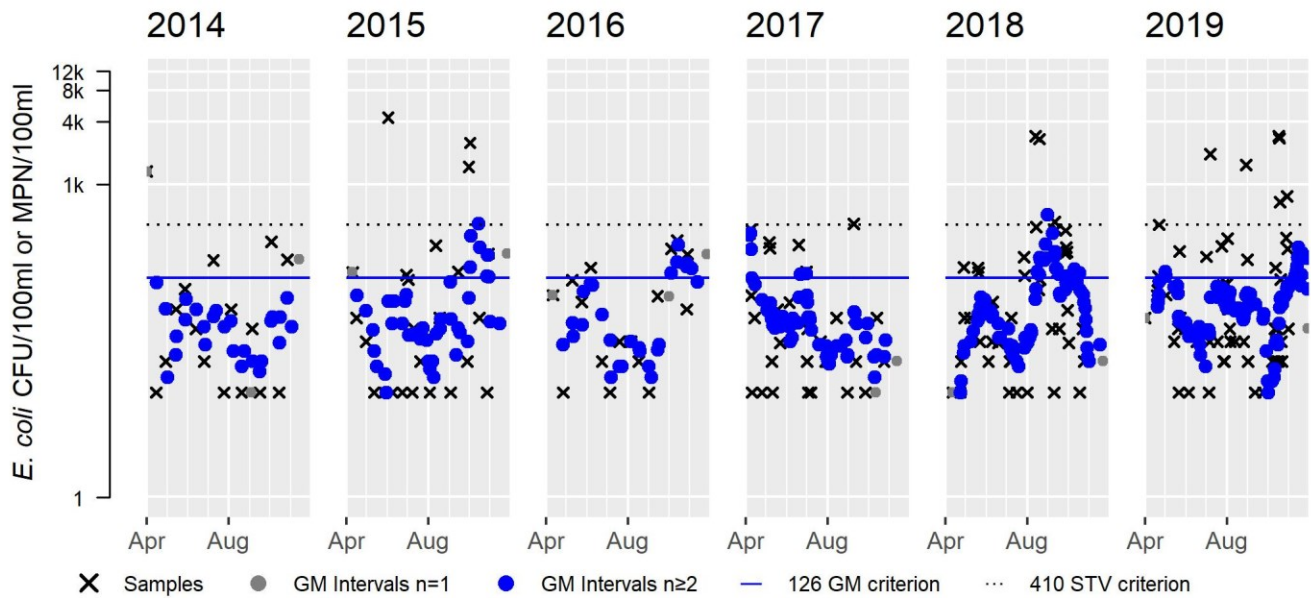 2014 2015 2016 2017 2018 2019
E. coli CFU/100ml or MPN/100ml
12k
8k
4k
1k
1
Apr Aug Apr Aug Apr Aug Apr Aug Apr Aug Apr Aug
Samples GM Intervals n=1 GM Intervals n≥2 126 GM criterion 410 STV criterion